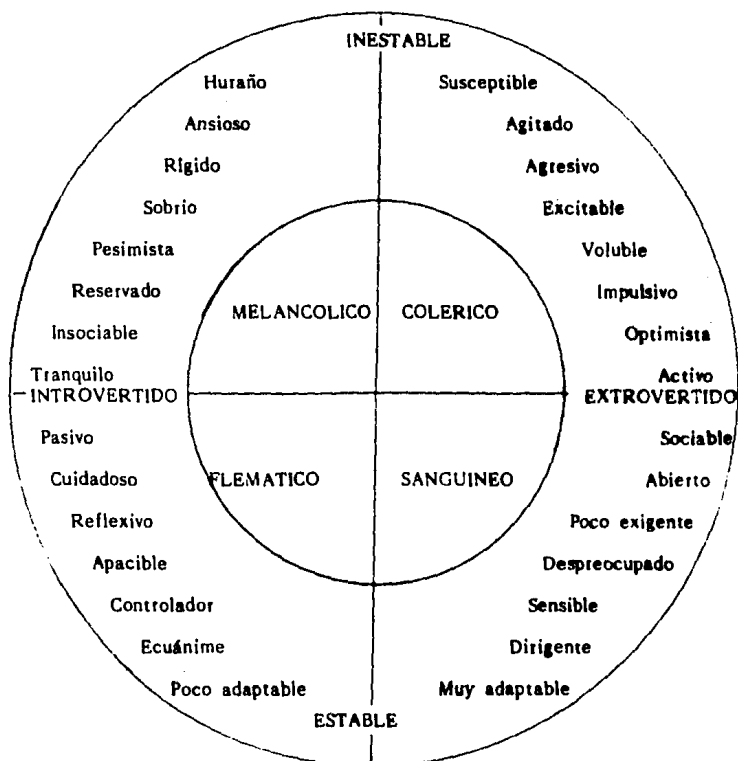 INESTABLE
Huraño Susceptible
Ansioso Agitado
Rígido Agresivo
Sobrio Excitable
Pesimista Voluble
Reservado Impulsivo
MELANCOLICO COLERICO
Insociable Optimista
Tranquilo Activo
INTROVERTIDO EXTROVERTIDO
Pasivo Sociable
Cuidadoso FLEMATICO SANGUINEO Abierto
Reflexivo Poco exigente
Apacible Despreocupado
Controlador Sensible
Ecuánime Dirigente
Poco adaptable Muy adaptable
ESTABLE